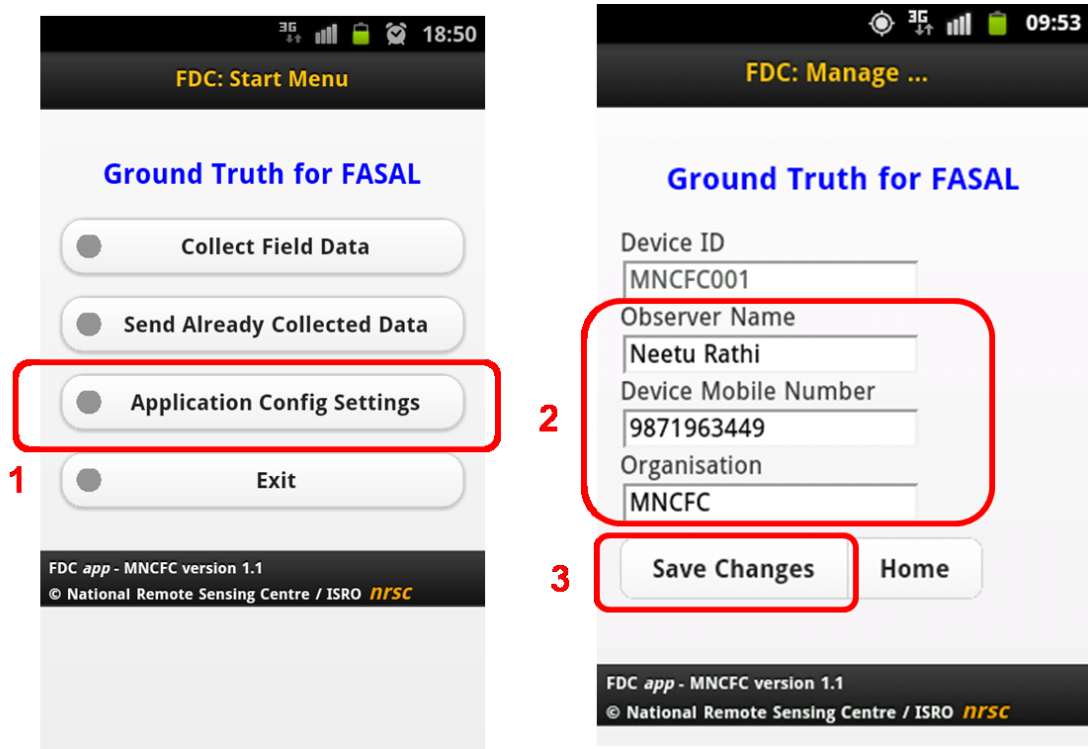 3G 18:50
FDC: Start Menu
Ground Truth for FASAL
Collect Field Data
Send Already Collected Data
Application Config Settings
1
Exit
FDC app - MNCFC version 1.1
© National Remote Sensing Centre / ISRO nrsc
3G 09:53
FDC: Manage ...
Ground Truth for FASAL
Device ID
MNCFC001
Observer Name
Neetu Rathi
2
Device Mobile Number
9871963449
Organisation
MNCFC
3
Save Changes Home
FDC app - MNCFC version 1.1
© National Remote Sensing Centre / ISRO nrsc